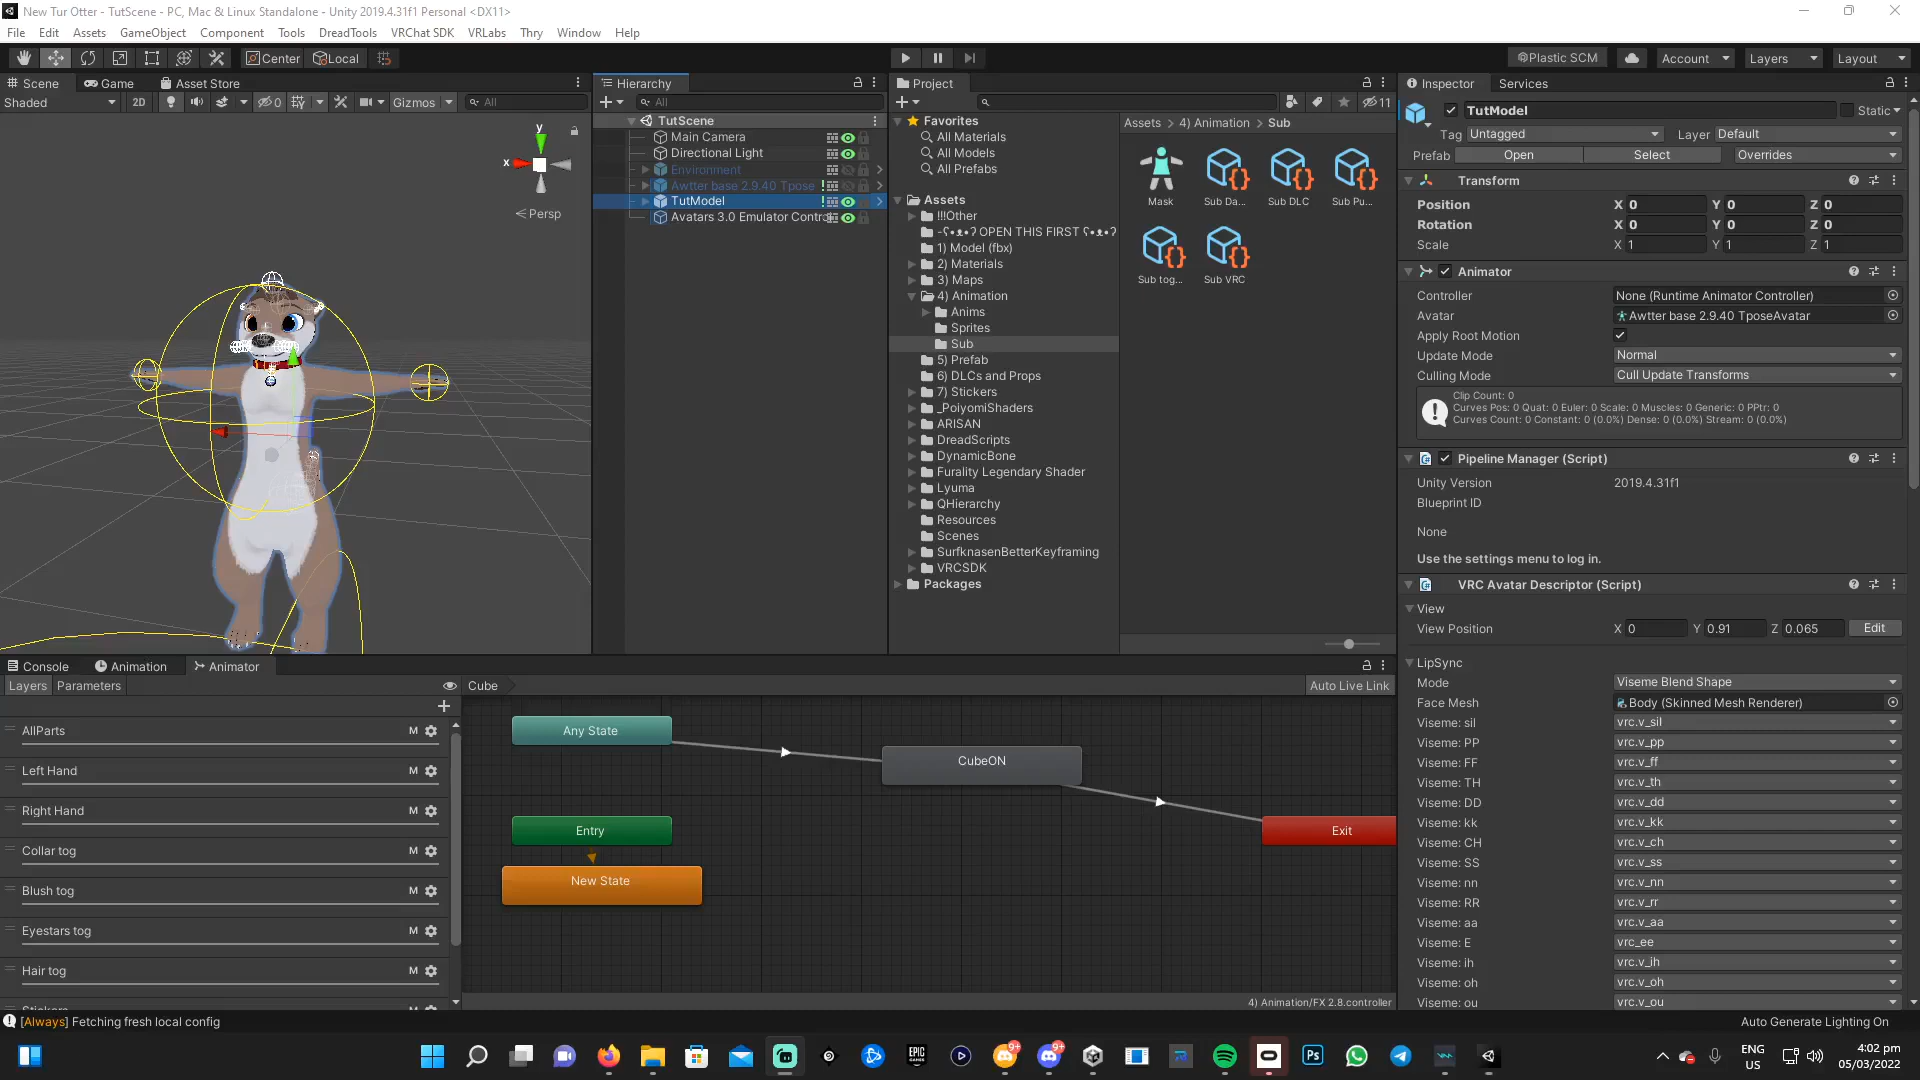 New Tur Otter - TutScene - PC, Mac & Linux Standalone - Unity 2019.4.31f1 Personal <DX11>
File Edit Assets GameObject Component Tools DreadTools VRChat SDK VRLabs Thry Window Help
Center Local Plastic SCM Account Layers Layout
Scene Game Asset Store
Shaded 2D 0 Gizmos All
y
x
Persp
Hierarchy
All
TutScene
Main Camera
Directional Light
Environment
Awtter base 2.9.40 Tpose
TutModel
Avatars 3.0 Emulator Contro
Project
11
Favorites
All Materials
All Models
All Prefabs
Assets
!!!Other
-ʕ•ᴥ•ʔ OPEN THIS FIRST ʕ•ᴥ•ʔ
1) Model (fbx)
2) Materials
3) Maps
4) Animation
Anims
Sprites
Sub
5) Prefab
6) DLCs and Props
7) Stickers
_PoiyomiShaders
ARISAN
DreadScripts
DynamicBone
Furality Legendary Shader
Lyuma
QHierarchy
Resources
Scenes
SurfknasenBetterKeyframing
VRCSDK
Packages
Assets > 4) Animation > Sub
Mask Sub Da... Sub DLC Sub Pu...
Sub tog... Sub VRC
Inspector Services
TutModel Static
Tag Untagged Layer Default
Prefab Open Select Overrides
Transform
Position X 0 Y 0 Z 0
Rotation X 0 Y 0 Z 0
Scale X 1 Y 1 Z 1
Animator
Controller None (Runtime Animator Controller)
Avatar Awtter base 2.9.40 TposeAvatar
Apply Root Motion
Update Mode Normal
Culling Mode Cull Update Transforms
Clip Count: 0
Curves Pos: 0 Quat: 0 Euler: 0 Scale: 0 Muscles: 0 Generic: 0 PPtr: 0
Curves Count: 0 Constant: 0 (0.0%) Dense: 0 (0.0%) Stream: 0 (0.0%)
Pipeline Manager (Script)
Unity Version 2019.4.31f1
Blueprint ID
None
Use the settings menu to log in.
VRC Avatar Descriptor (Script)
View
View Position X 0 Y 0.91 Z 0.065 Edit
LipSync
Mode Viseme Blend Shape
Face Mesh Body (Skinned Mesh Renderer)
Viseme: sil vrc.v_sil
Viseme: PP vrc.v_pp
Viseme: FF vrc.v_ff
Viseme: TH vrc.v_th
Viseme: DD vrc.v_dd
Viseme: kk vrc.v_kk
Viseme: CH vrc.v_ch
Viseme: SS vrc.v_ss
Viseme: nn vrc.v_nn
Viseme: RR vrc.v_rr
Viseme: aa vrc.v_aa
Viseme: E vrc_ee
Viseme: ih vrc.v_ih
Viseme: oh vrc.v_oh
Viseme: ou vrc.v_ou
Console Animation Animator
Layers Parameters Cube Auto Live Link
AllParts M
Left Hand M
Right Hand M
Collar tog M
Blush tog M
Eyestars tog M
Hair tog M
Any State
CubeON
Entry
Exit
New State
4) Animation/FX 2.8.controller
[Always] Fetching fresh local config
Auto Generate Lighting On
EPIC GAMES
9+
9+
Ps
ENG
US
4:02 pm
05/03/2022